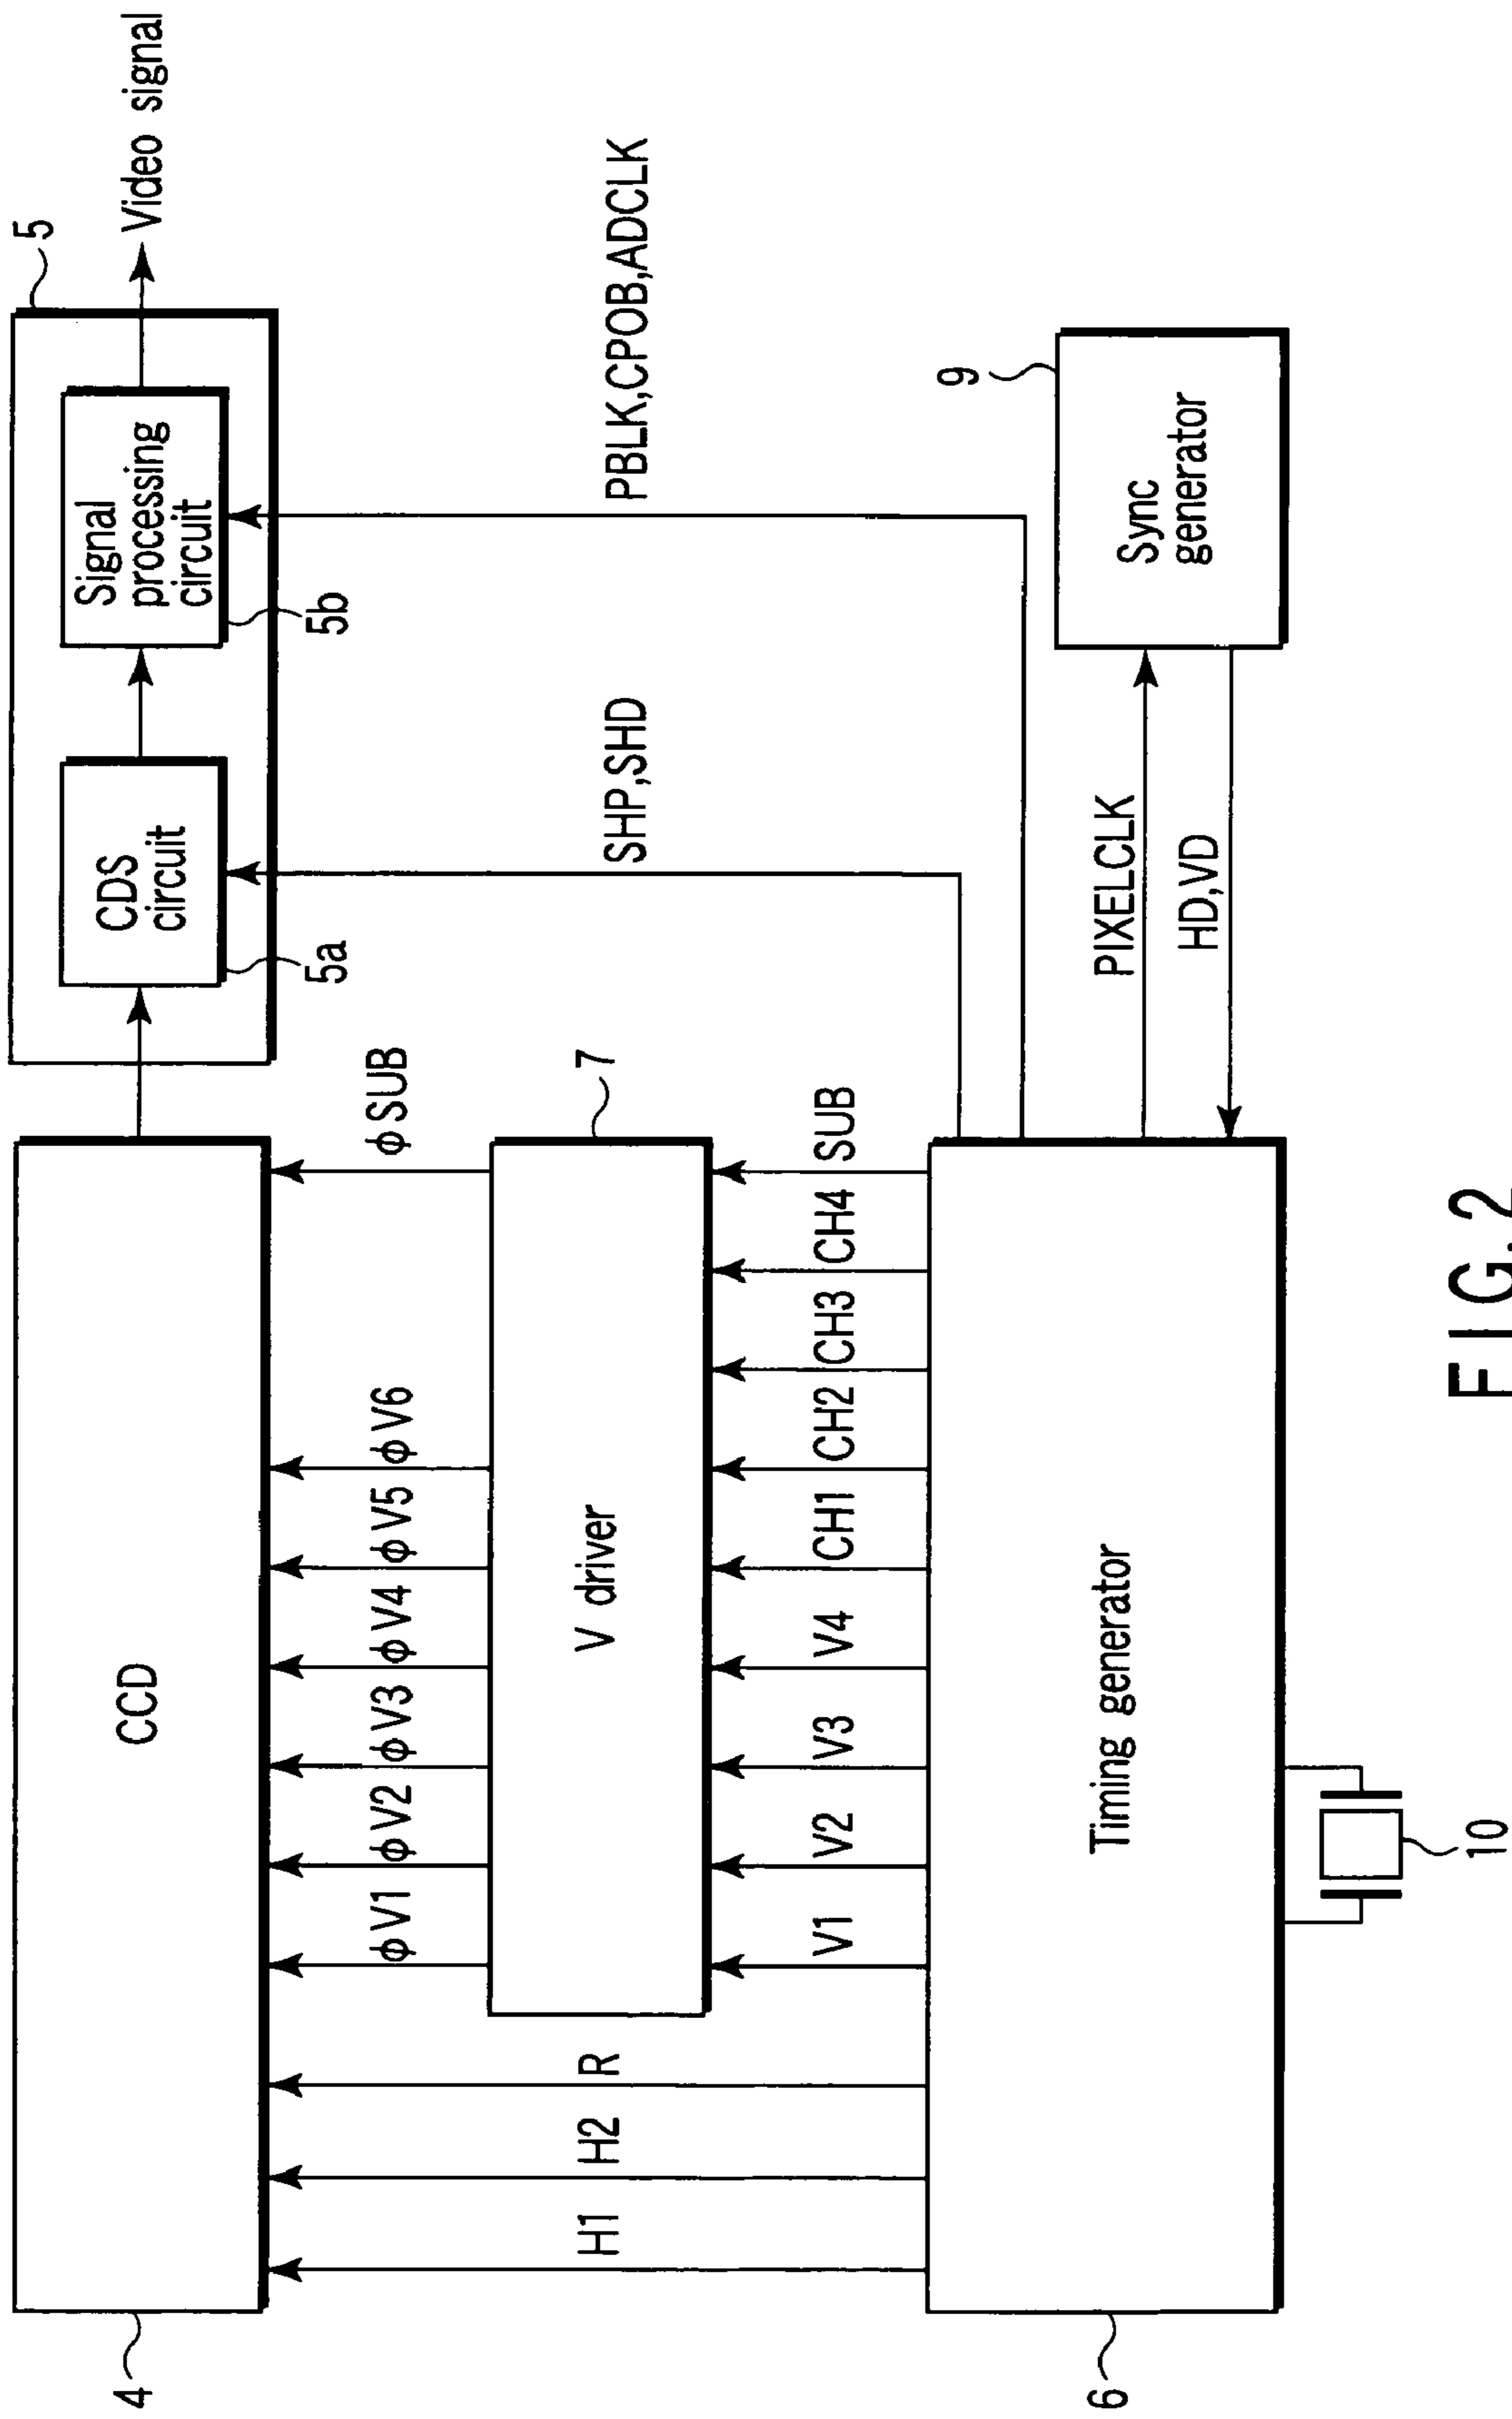 4
CCD
5
CDS
circuit
5a
Signal
processing
circuit
5b
Video signal
φV1
φV2
φV3
φV4
φV5
φV6
φSUB
H1
H2
R
V driver
7
SHP,SHD
PBLK,CPOB,ADCLK
V1
V2
V3
V4
CH1
CH2
CH3
CH4
SUB
6
Timing generator
PIXELCLK
HD,VD
9
Sync
generator
10
FIG.2